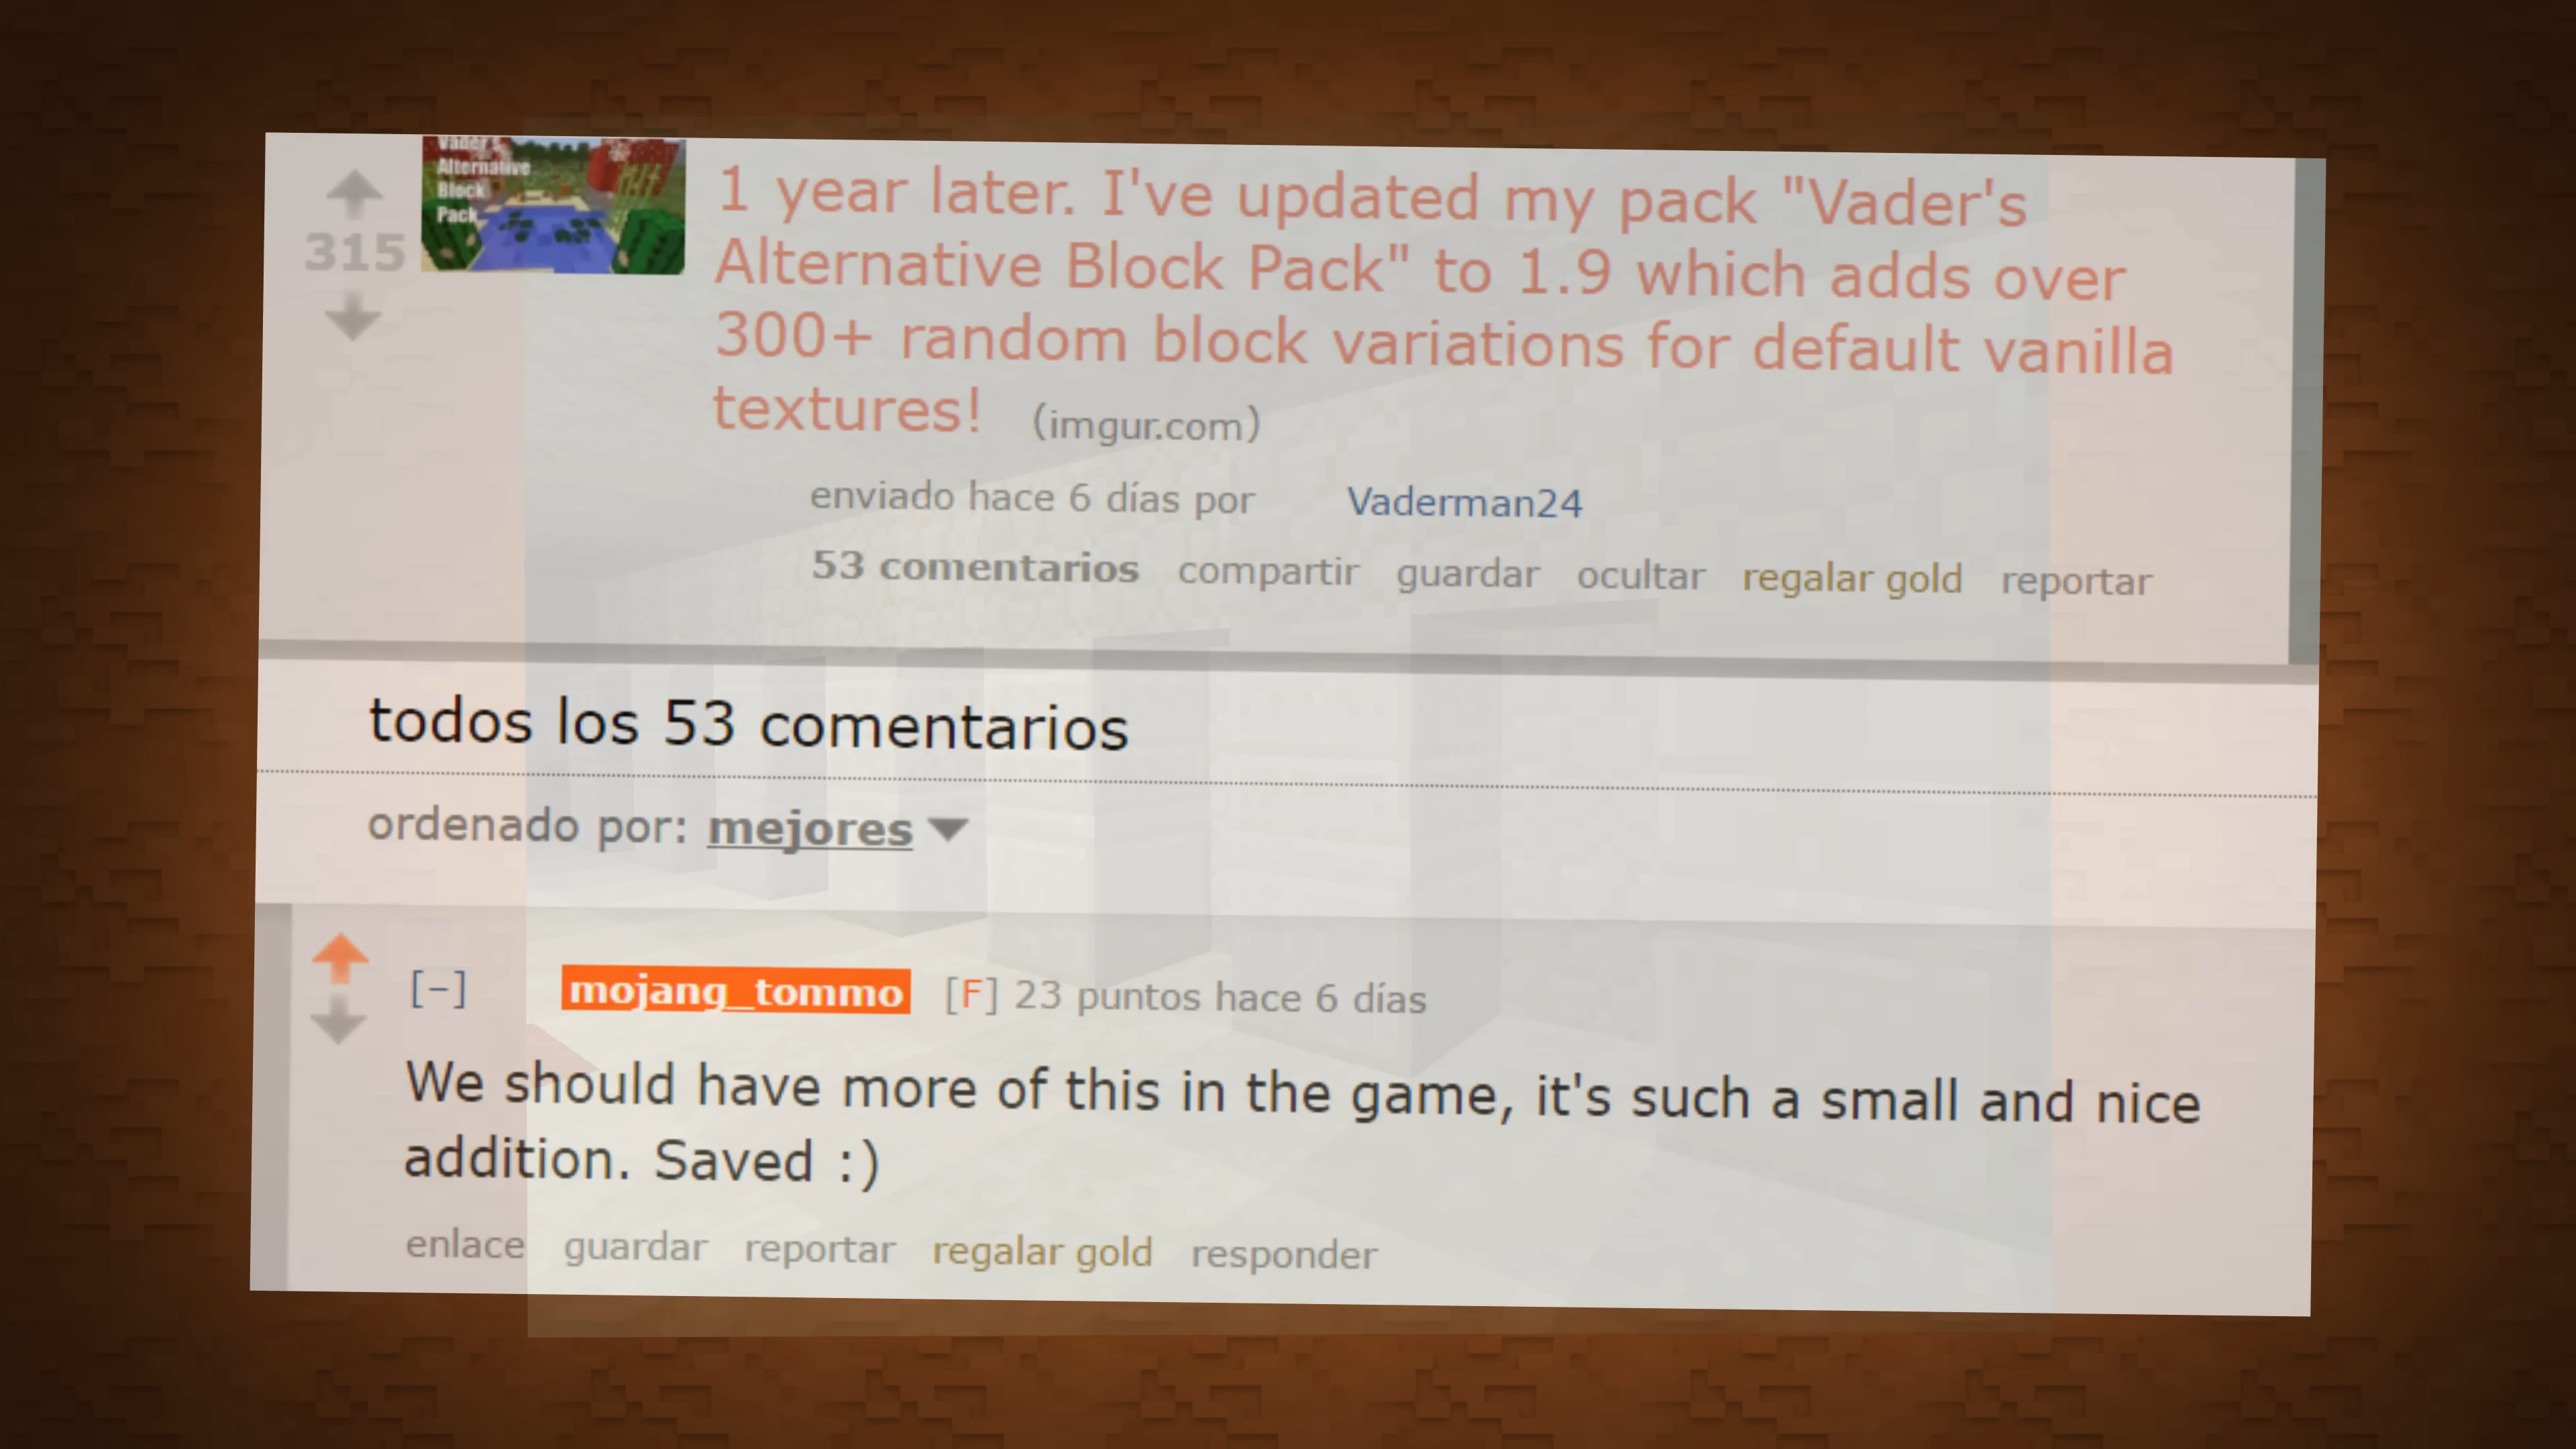 Vader's
Alternative
Block
Pack
315
1 year later. I've updated my pack "Vader's
Alternative Block Pack" to 1.9 which adds over
300+ random block variations for default vanilla
textures! (imgur.com)
enviado hace 6 días por Vaderman24
53 comentarios compartir guardar ocultar regalar gold reportar
todos los 53 comentarios
ordenado por: mejores
[-] mojang_tommo [F] 23 puntos hace 6 días
We should have more of this in the game, it's such a small and nice
addition. Saved :)
enlace guardar reportar regalar gold responder